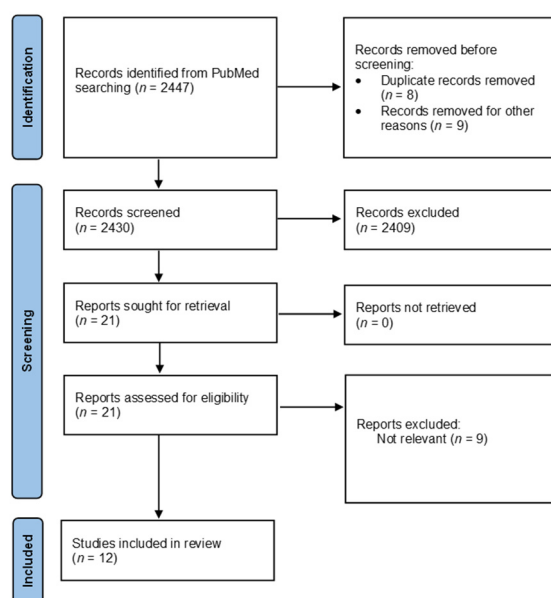 Identification
Records identified from PubMed
searching (n = 2447)
Records removed before
screening:
• Duplicate records removed
(n = 8)
• Records removed for other
reasons (n = 9)
Screening
Records screened
(n = 2430)
Records excluded
(n = 2409)
Reports sought for retrieval
(n = 21)
Reports not retrieved
(n = 0)
Reports assessed for eligibility
(n = 21)
Reports excluded:
Not relevant (n = 9)
Included
Studies included in review
(n = 12)